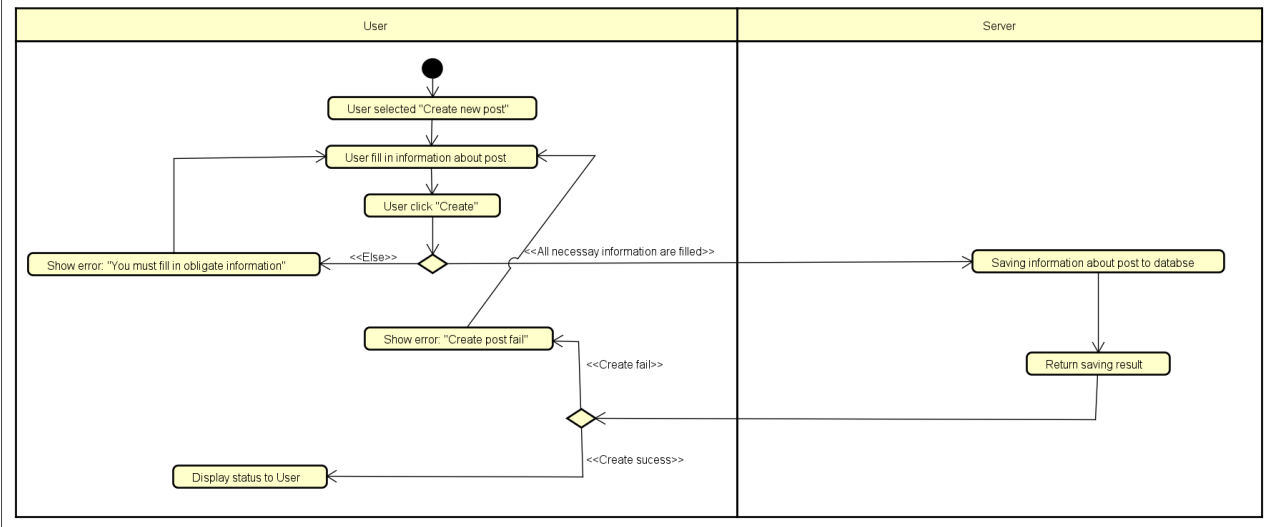 User
Server
User selected "Create new post"
User fill in information about post
User click "Create"
<<All necessay information are filled>>
<<Else>>
Show error: "You must fill in obligate information"
Saving information about post to databse
Show error: "Create post fail"
<<Create fail>>
Return saving result
<<Create sucess>>
Display status to User